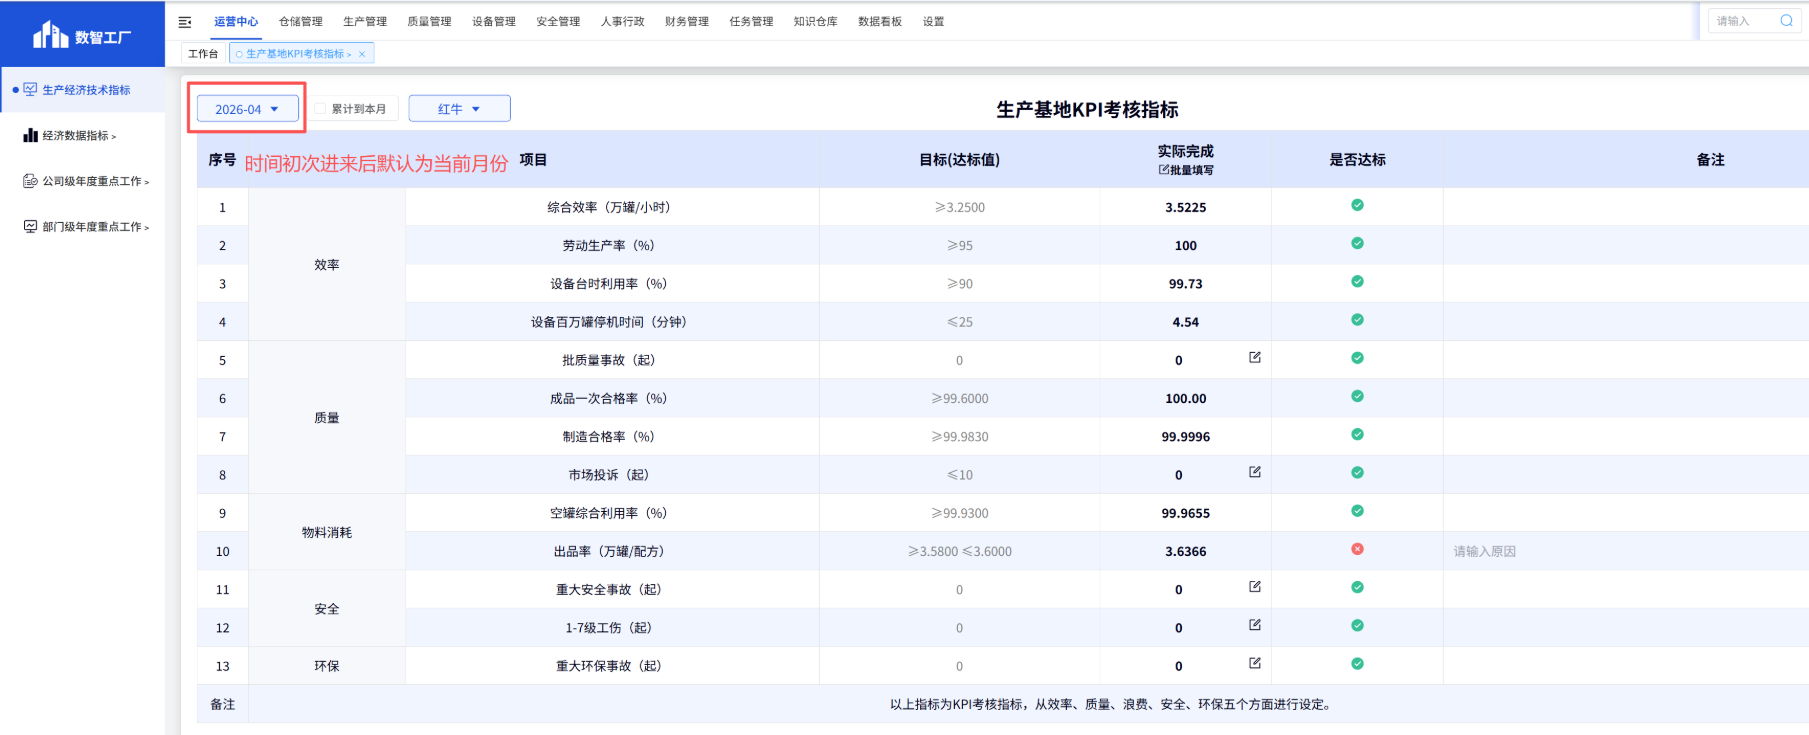 数智工厂
运营中心 仓储管理 生产管理 质量管理 设备管理 安全管理 人事行政 财务管理 任务管理 知识仓库 数据看板 设置
请输入
工作台 生产基地KPI考核指标 > ×
生产经济技术指标
经济数据指标 >
公司级年度重点工作 >
部门级年度重点工作 >
2026-04 累计到本月 红牛 生产基地KPI考核指标
序号 时间初次进来后默认为当前月份 项目 目标(达标值) 实际完成 批量填写 是否达标 备注
1 效率 综合效率（万罐/小时） ≥3.2500 3.5225
2 劳动生产率（%） ≥95 100
3 设备台时利用率（%） ≥90 99.73
4 设备百万罐停机时间（分钟） ≤25 4.54
5 质量 批质量事故（起） 0 0
6 成品一次合格率（%） ≥99.6000 100.00
7 制造合格率（%） ≥99.9830 99.9996
8 市场投诉（起） ≤10 0
9 物料消耗 空罐综合利用率（%） ≥99.9300 99.9655
10 出品率（万罐/配方） ≥3.5800 ≤3.6000 3.6366 请输入原因
11 安全 重大安全事故（起） 0 0
12 1-7级工伤（起） 0 0
13 环保 重大环保事故（起） 0 0
备注 以上指标为KPI考核指标，从效率、质量、浪费、安全、环保五个方面进行设定。